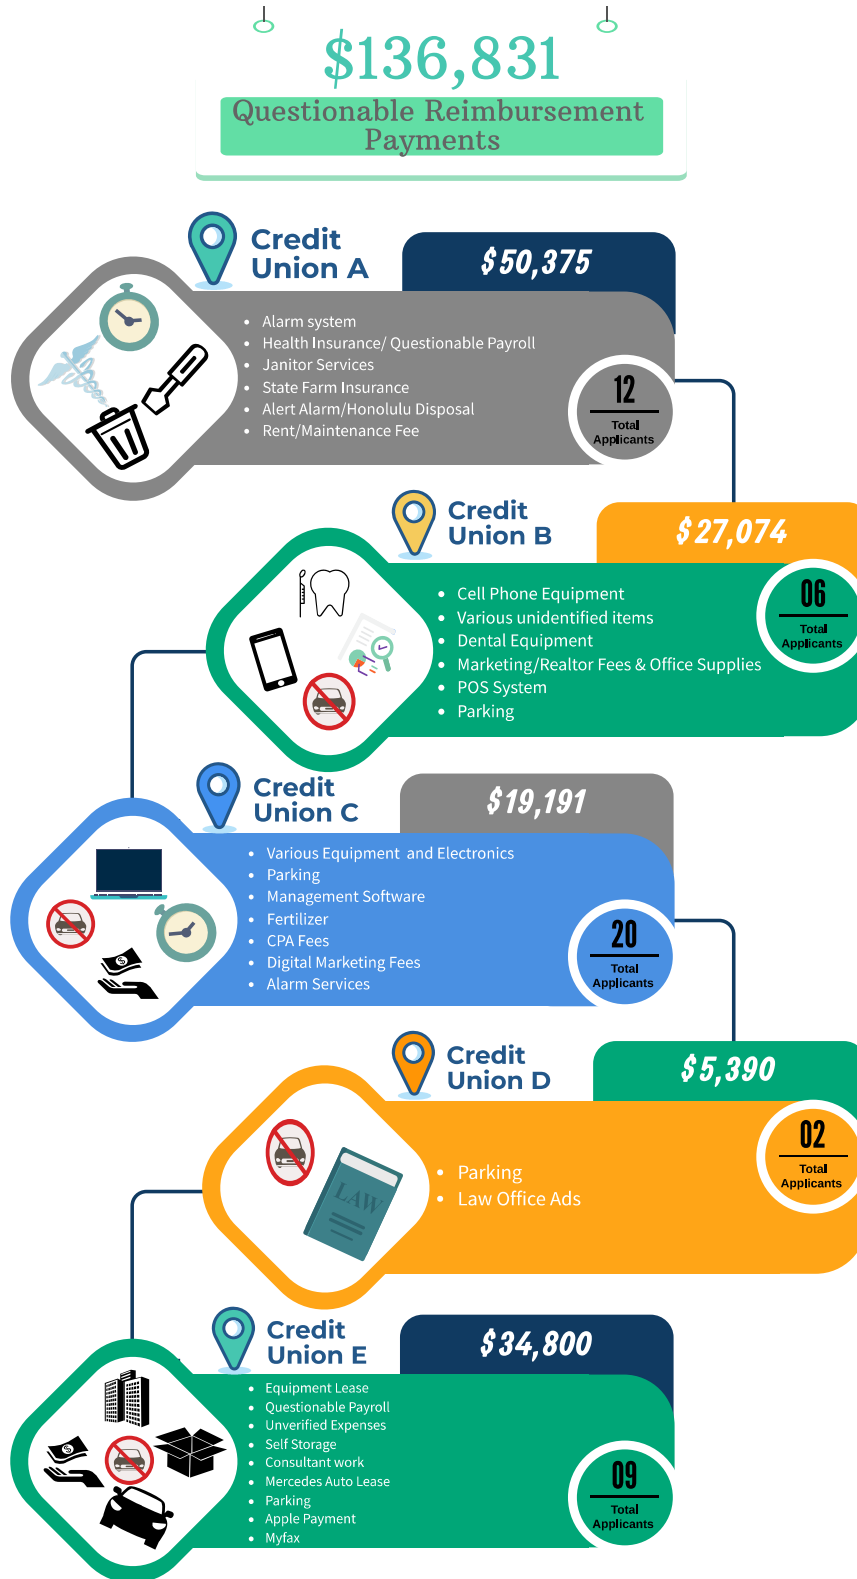 $136,831
Questionable Reimbursement
Payments
Credit
Union A
$50,375
• Alarm system
• Health Insurance/ Questionable Payroll
• Janitor Services
• State Farm Insurance
• Alert Alarm/Honolulu Disposal
• Rent/Maintenance Fee
12
Total
Applicants
Credit
Union B
$27,074
• Cell Phone Equipment
• Various unidentified items
• Dental Equipment
• Marketing/Realtor Fees & Office Supplies
• POS System
• Parking
06
Total
Applicants
Credit
Union C
$19,191
• Various Equipment and Electronics
• Parking
• Management Software
• Fertilizer
• CPA Fees
• Digital Marketing Fees
• Alarm Services
20
Total
Applicants
Credit
Union D
$5,390
LAW
• Parking
• Law Office Ads
02
Total
Applicants
Credit
Union E
$34,800
• Equipment Lease
• Questionable Payroll
• Unverified Expenses
• Self Storage
• Consultant work
• Mercedes Auto Lease
• Parking
• Apple Payment
• Myfax
09
Total
Applicants